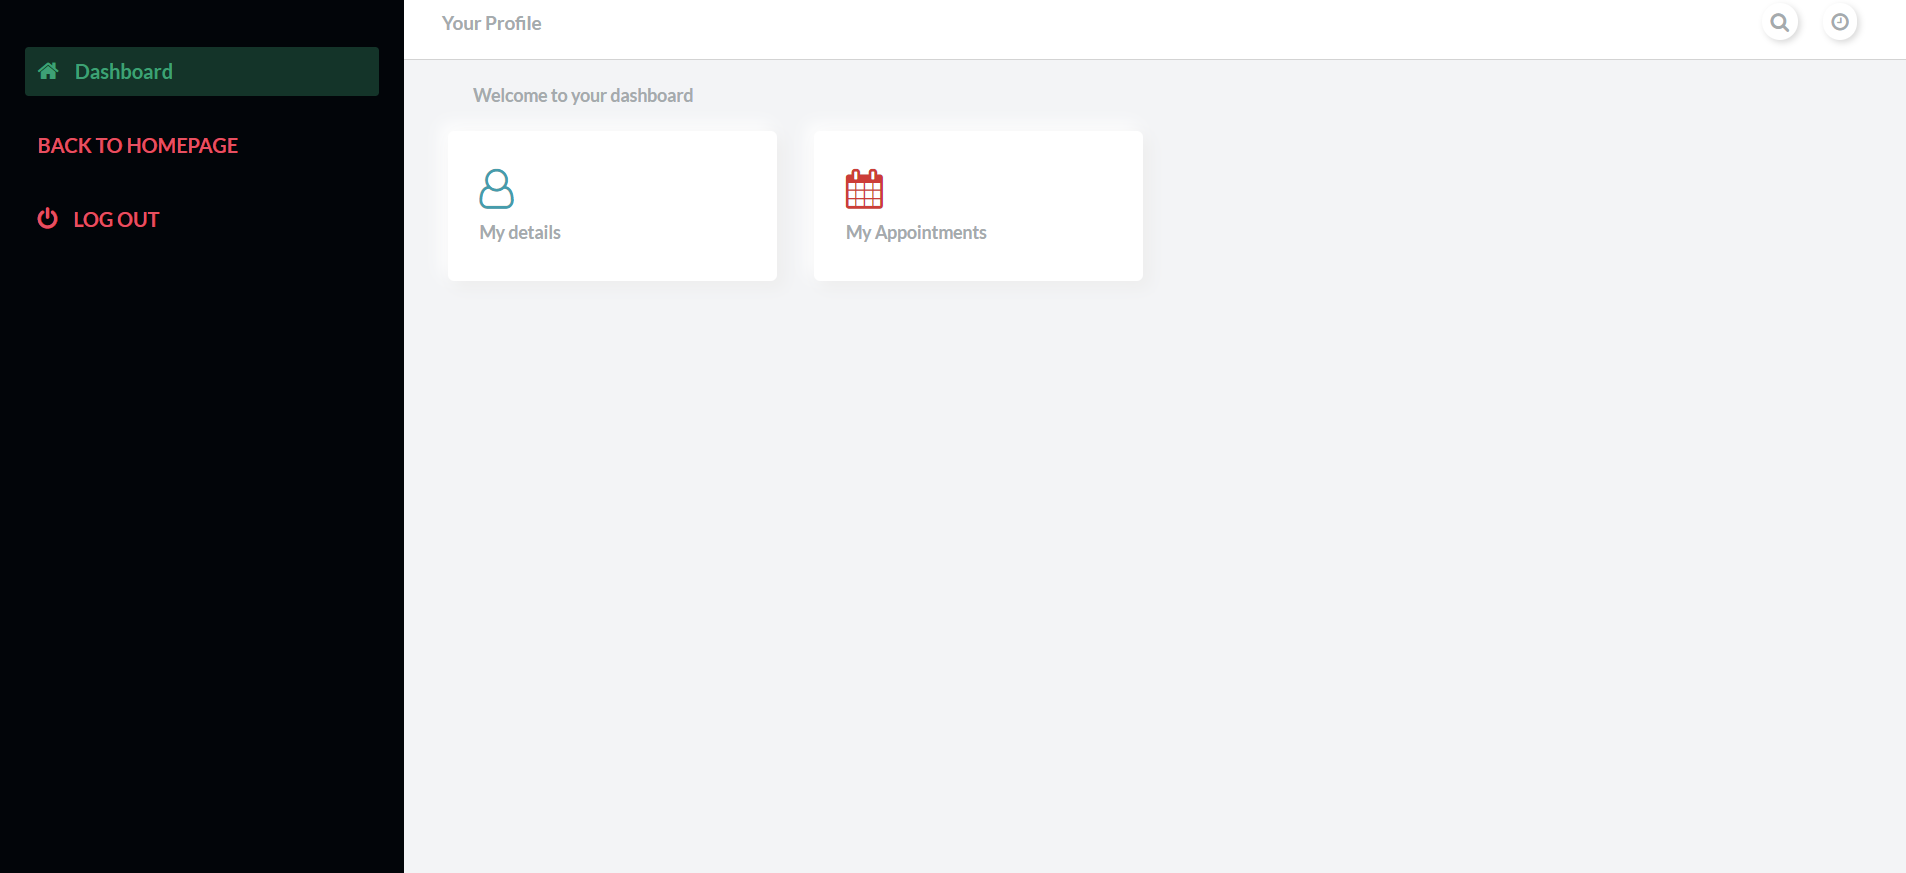 Dashboard
BACK TO HOMEPAGE
LOG OUT
Your Profile
Welcome to your dashboard
My details
My Appointments